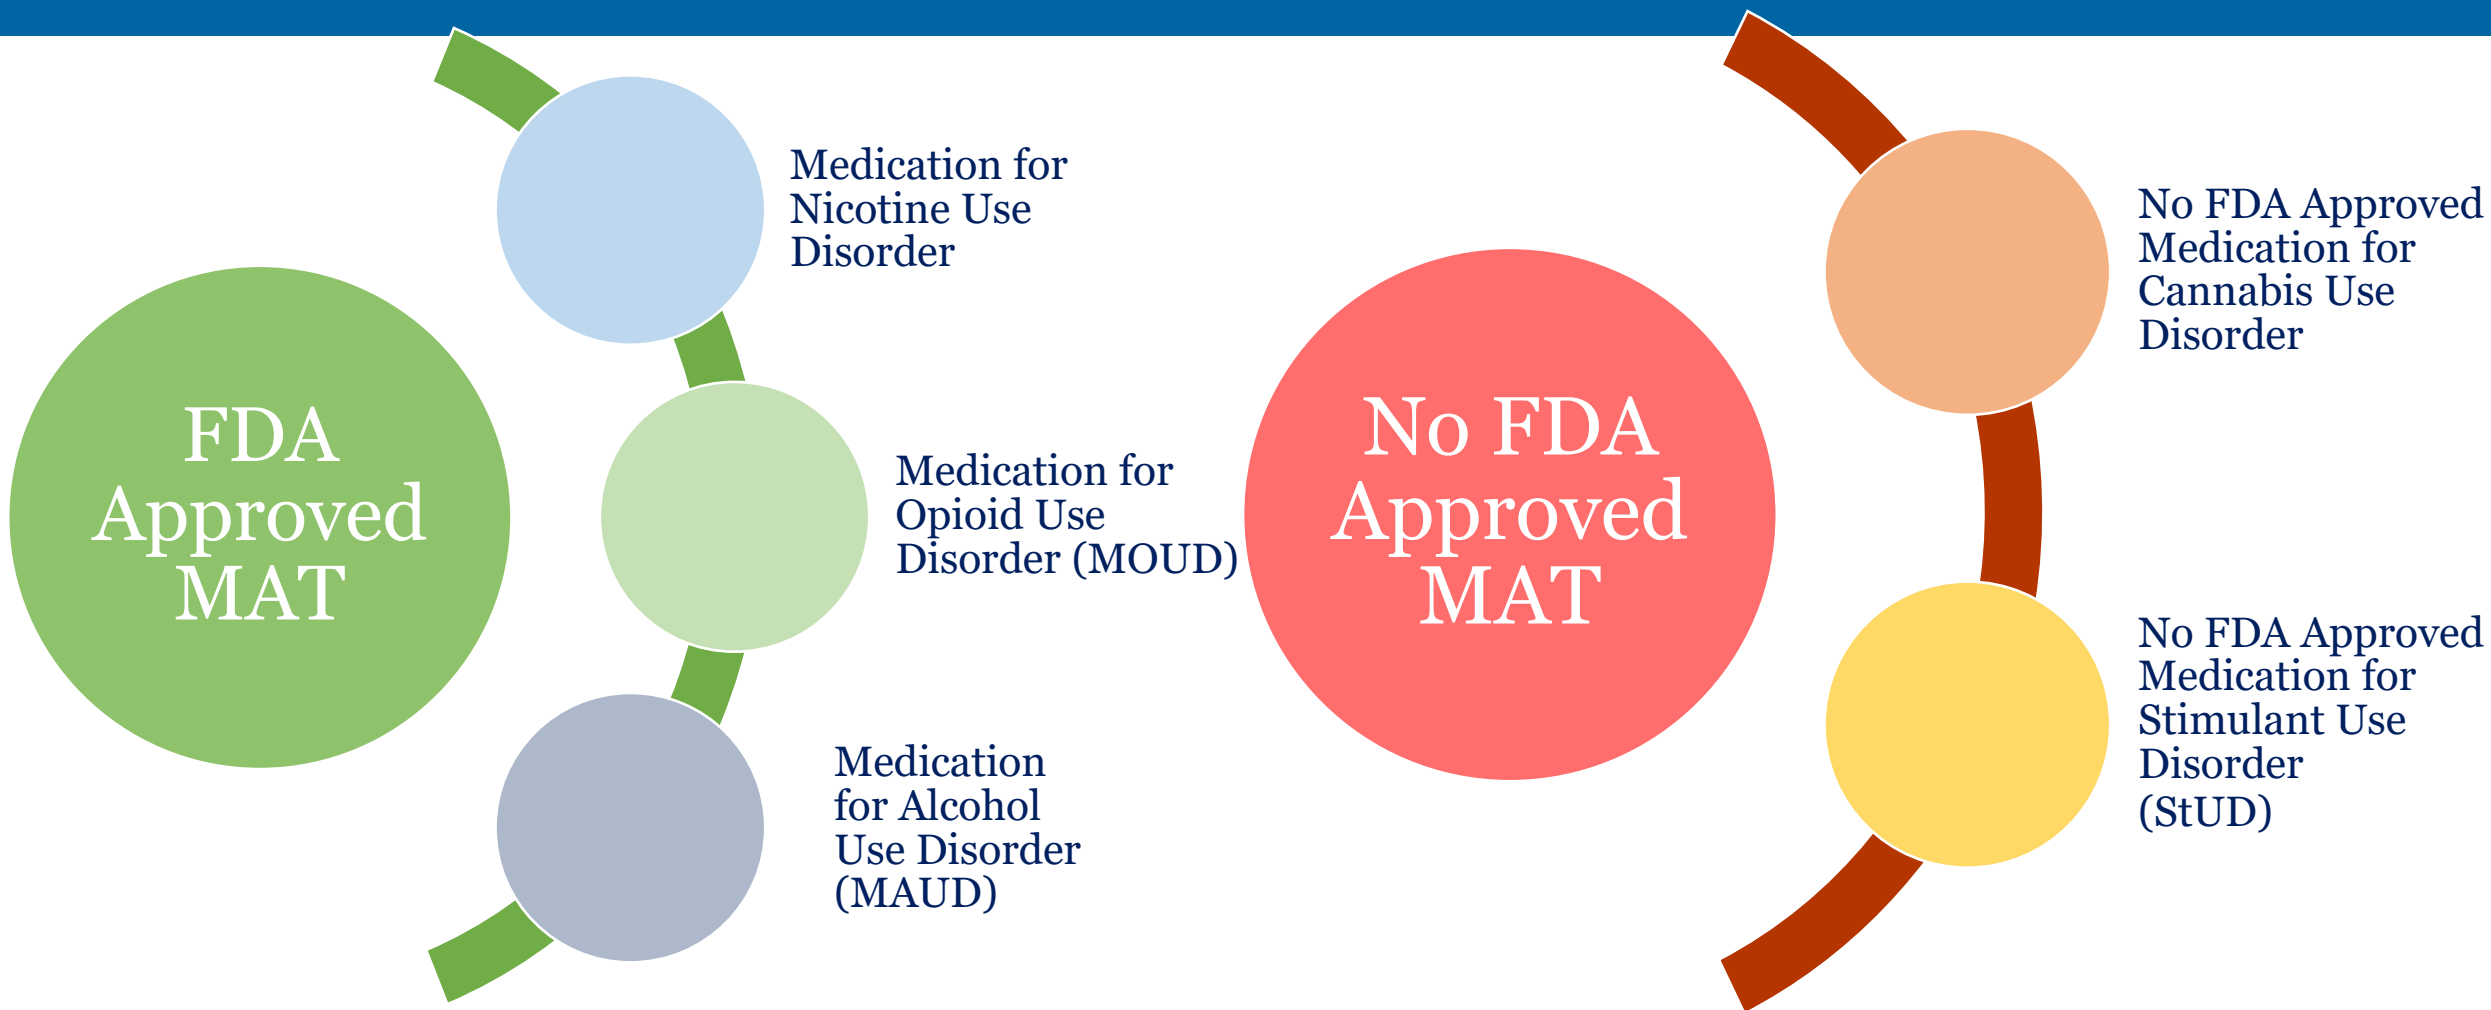 FDA
Approved
MAT
Medication for
Nicotine Use
Disorder
Medication for
Opioid Use
Disorder (MOUD)
Medication
for Alcohol
Use Disorder
(MAUD)
No FDA
Approved
MAT
No FDA Approved
Medication for
Cannabis Use
Disorder
No FDA Approved
Medication for
Stimulant Use
Disorder
(StUD)